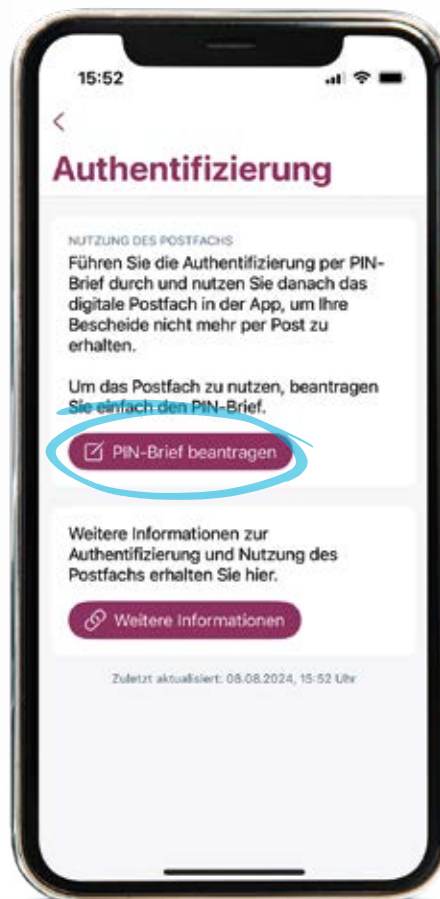 15:52
Authentifizierung
NUTZUNG DES POSTFACHS
Führen Sie die Authentifizierung per PIN-
Brief durch und nutzen Sie danach das
digitale Postfach in der App, um Ihre
Bescheide nicht mehr per Post zu
erhalten.
Um das Postfach zu nutzen, beantragen
Sie einfach den PIN-Brief.
PIN-Brief beantragen
Weitere Informationen zur
Authentifizierung und Nutzung des
Postfachs erhalten Sie hier.
Weitere Informationen
Zuletzt aktualisiert: 08.08.2024, 15:52 Uhr